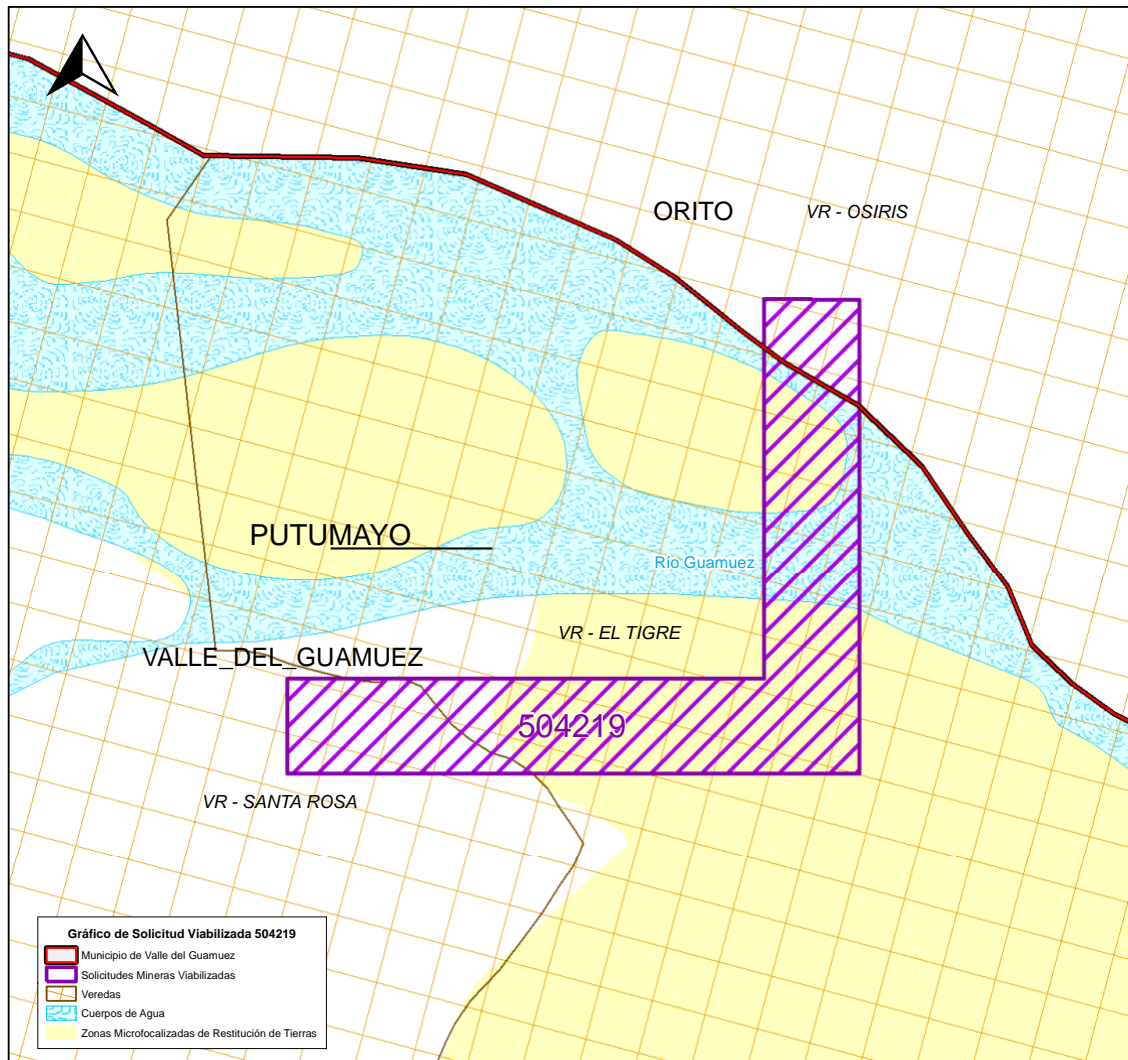 ORITO
VR - OSIRIS
PUTUMAYO
Río Guamuez
VR - EL TIGRE
VALLE_DEL_GUAMUEZ
504219
VR - SANTA ROSA
Gráfico de Solicitud Viabilizada 504219
Municipio de Valle del Guamuez
Solicitudes Mineras Viabilizadas
Veredas
Cuerpos de Agua
Zonas Microfocalizadas de Restitución de Tierras